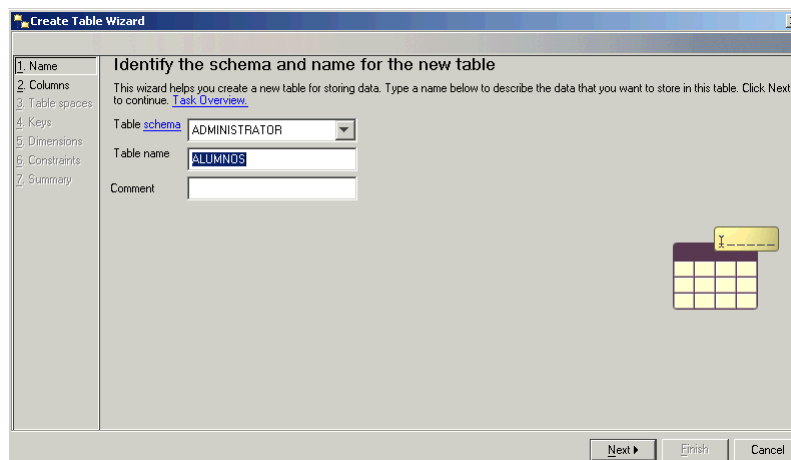 Create Table Wizard
1. Name
2. Columns
3. Table spaces
4. Keys
5. Dimensions
6. Constraints
7. Summary
Identify the schema and name for the new table
This wizard helps you create a new table for storing data. Type a name below to describe the data that you want to store in this table. Click Next
to continue. Task Overview.
Table schema ADMINISTRATOR
Table name ALUMNOS
Comment
Next Finish Cancel